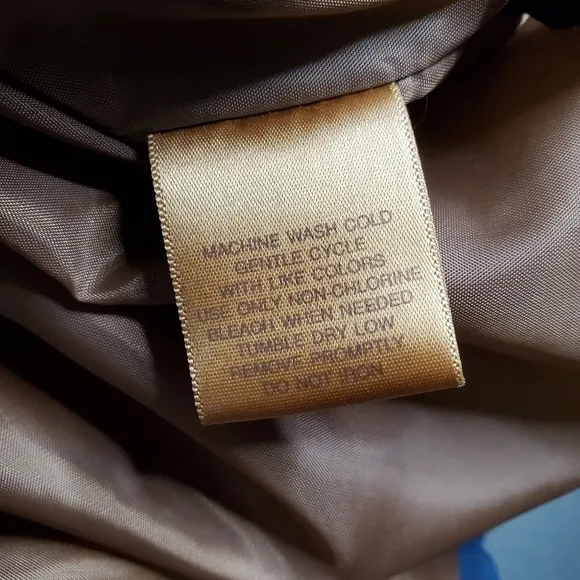 MACHINE WASH COLD
GENTLE CYCLE
WITH LIKE COLORS
USE ONLY NON-CHLORINE
BLEACH WHEN NEEDED
TUMBLE DRY LOW
REMOVE PROMPTLY
DO NOT IRON